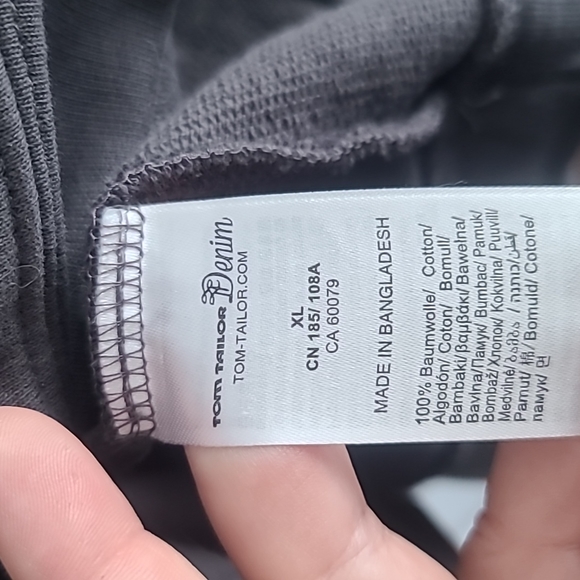 TOM TAILOR Denim
TOM-TAILOR.COM
XL
CN 185/ 108A
CA 60079
MADE IN BANGLADESH
100% Baumwolle/ Cotton/
Algodón/ Coton/ Bomull/
Bambaki/ βαμβάκι/ Bawełna/
Bavlna/ Памук/ Bumbac/ Pamuk/
Bombaž/ Хлопок/ Kokvilna/ Puuvill/
Medvilnė/ ბამბა / כותנה / قطن/
Pamut/ 棉/ Bomuld/ Cotone/
памук/ 면